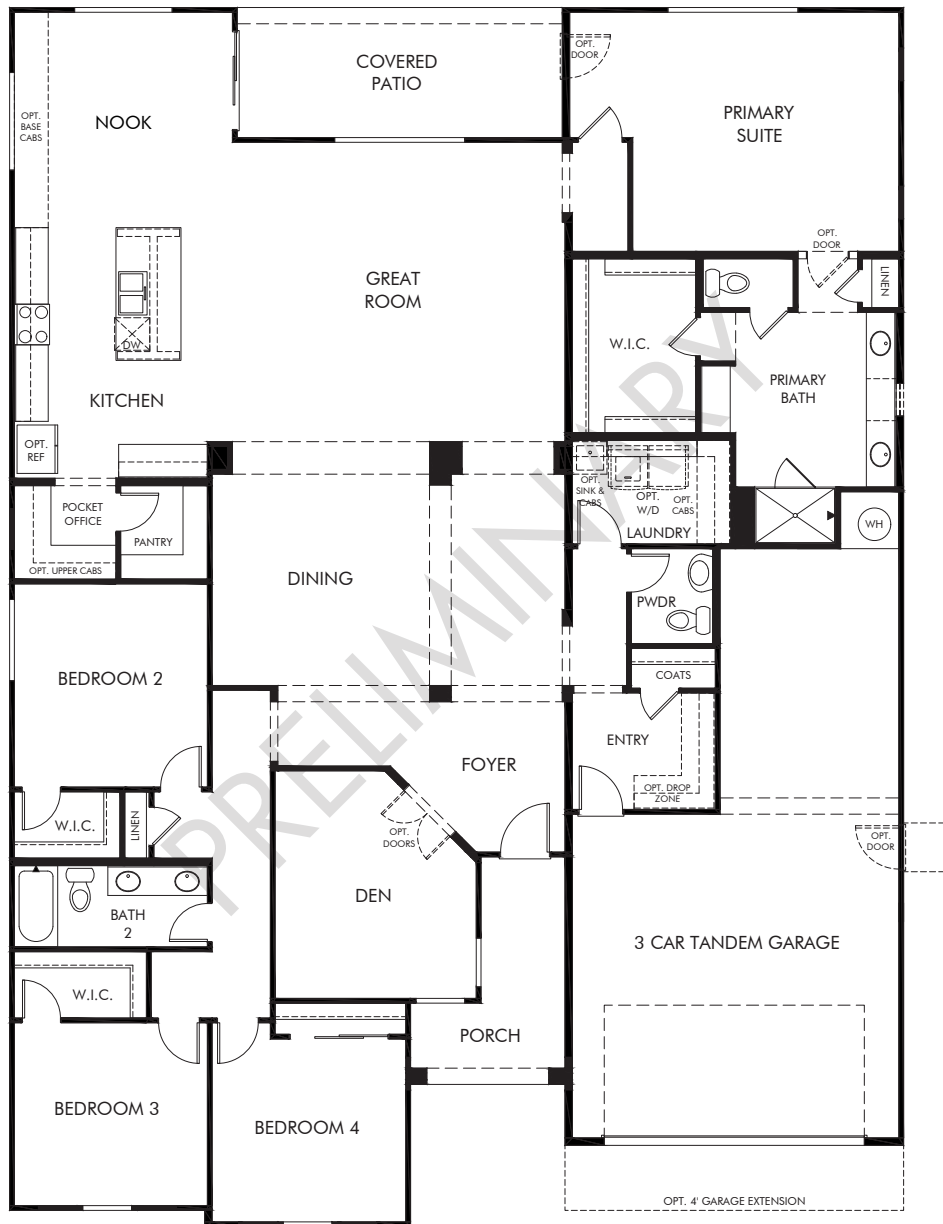 COVERED
PATIO
OPT.
DOOR
PRIMARY
SUITE
OPT.
BASE
CABS
NOOK
OPT.
DOOR
LINEN
GREAT
ROOM
W.I.C.
DW
PRIMARY
BATH
KITCHEN
OPT.
REF
OPT.
SINK &
CABS
OPT.
W/D
OPT.
CABS
LAUNDRY
WH
POCKET
OFFICE
PANTRY
OPT. UPPER CABS
DINING
PWDR
COATS
BEDROOM 2
ENTRY
OPT. DROP
ZONE
FOYER
W.I.C.
LINEN
OPT.
DOORS
OPT.
DOOR
DEN
BATH
2
3 CAR TANDEM GARAGE
W.I.C.
PORCH
BEDROOM 3
BEDROOM 4
OPT. 4' GARAGE EXTENSION
PRELIMINARY